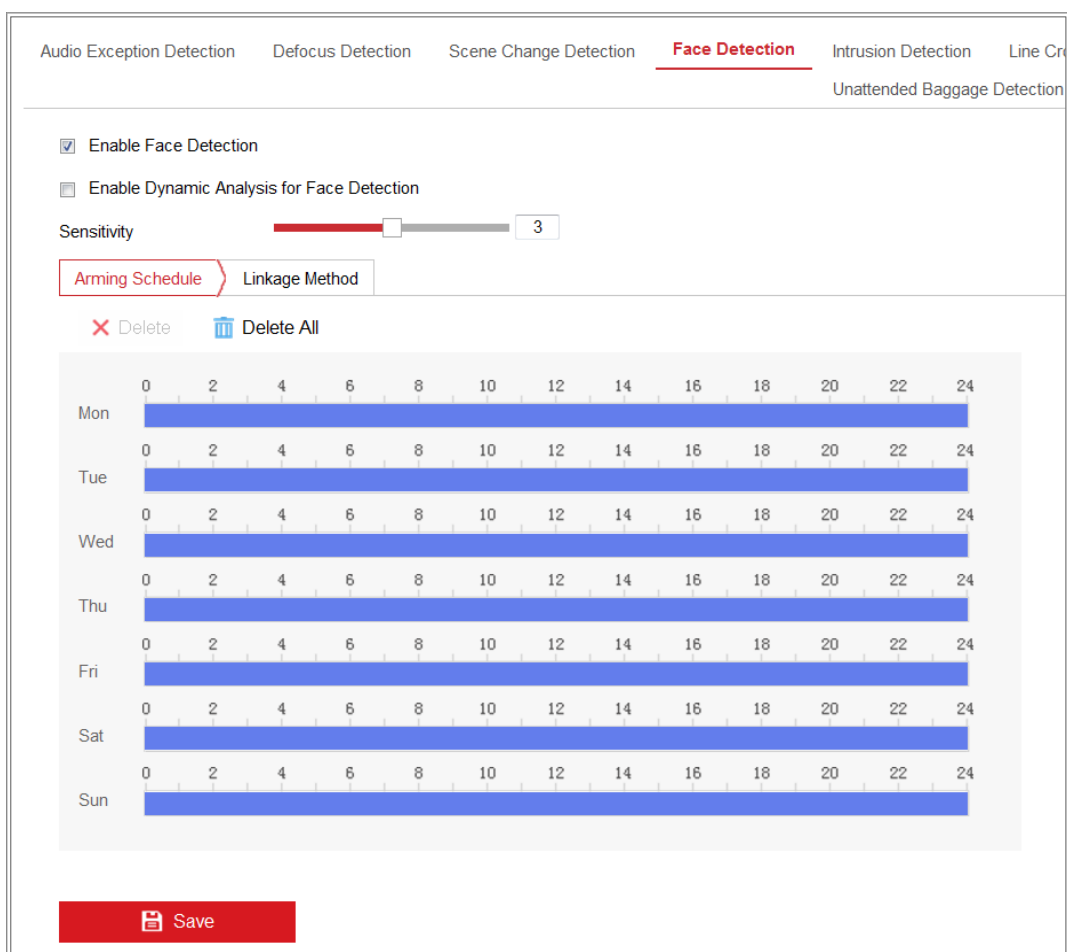 Audio Exception Detection Defocus Detection Scene Change Detection Face Detection Intrusion Detection Line Cr
Unattended Baggage Detection
Enable Face Detection
Enable Dynamic Analysis for Face Detection
Sensitivity 3
Arming Schedule Linkage Method
Delete Delete All
0 2 4 6 8 10 12 14 16 18 20 22 24
Mon
0 2 4 6 8 10 12 14 16 18 20 22 24
Tue
0 2 4 6 8 10 12 14 16 18 20 22 24
Wed
0 2 4 6 8 10 12 14 16 18 20 22 24
Thu
0 2 4 6 8 10 12 14 16 18 20 22 24
Fri
0 2 4 6 8 10 12 14 16 18 20 22 24
Sat
0 2 4 6 8 10 12 14 16 18 20 22 24
Sun
Save